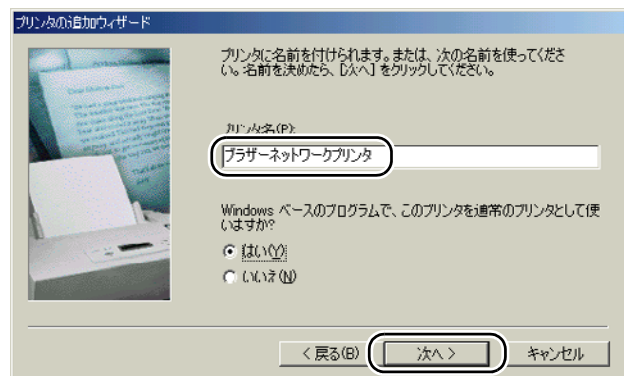 プリンタの追加ウィザード
プリンタに名前を付けられます。または、次の名前を使ってくださ
い。名前を決めたら、[次へ] をクリックしてください。
プリンタ名(P):
ブラザーネットワークプリンタ
Windows ベースのプログラムで、このプリンタを通常のプリンタとして使
いますか?
はい(Y)
いいえ(N)
< 戻る(B)
次へ >
キャンセル